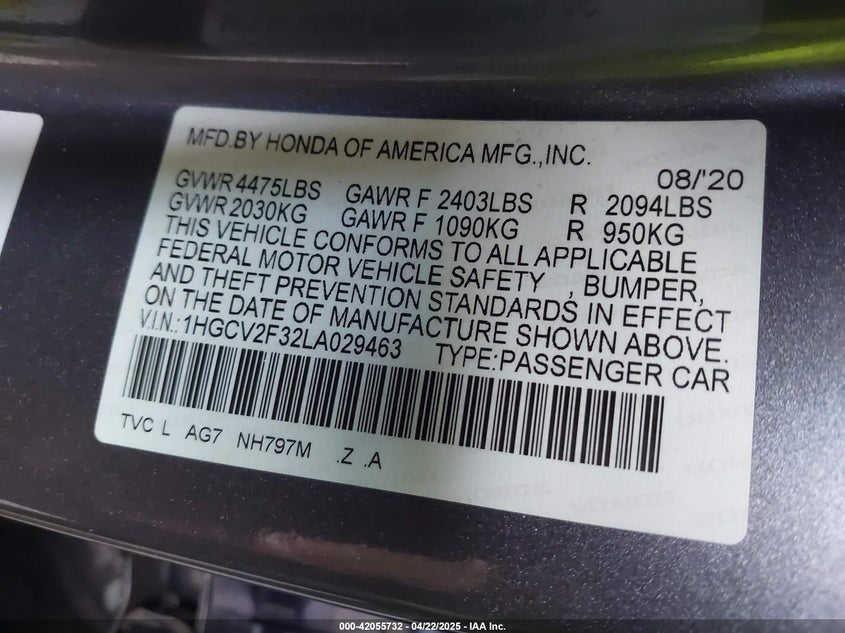 MFD.BY HONDA OF AMERICA MFG.,INC.
08/'20
GVWR 4475LBS GAWR F 2403LBS R 2094LBS
GVWR 2030KG GAWR F 1090KG R 950KG
THIS VEHICLE CONFORMS TO ALL APPLICABLE
FEDERAL MOTOR VEHICLE SAFETY , BUMPER,
AND THEFT PREVENTION STANDARDS IN EFFECT
ON THE DATE OF MANUFACTURE SHOWN ABOVE.
V.I.N.:1HGCV2F32LA029463 TYPE:PASSENGER CAR
TVC L AG7 NH797M .Z .A
000-42055732 - 04/22/2025 - IAA Inc.